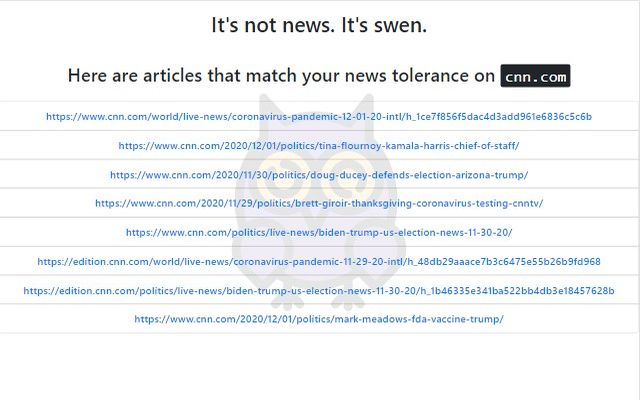 It's not news. It's swen.
Here are articles that match your news tolerance on cnn.com
https://www.cnn.com/world/live-news/coronavirus-pandemic-12-01-20-intl/h_1ce7f856f5dac4d3add961e6836c5c6b
https://www.cnn.com/2020/12/01/politics/tina-flournoy-kamala-harris-chief-of-staff/
https://www.cnn.com/2020/11/30/politics/doug-ducey-defends-election-arizona-trump/
https://www.cnn.com/2020/11/29/politics/brett-giroir-thanksgiving-coronavirus-testing-cnntv/
https://www.cnn.com/politics/live-news/biden-trump-us-election-news-11-30-20/
https://edition.cnn.com/world/live-news/coronavirus-pandemic-11-29-20-intl/h_48db29aaace7b3c6475e55b26b9fd968
https://edition.cnn.com/politics/live-news/biden-trump-us-election-news-11-30-20/h_1b46335e341ba522bb4db3e18457628b
https://www.cnn.com/2020/12/01/politics/mark-meadows-fda-vaccine-trump/